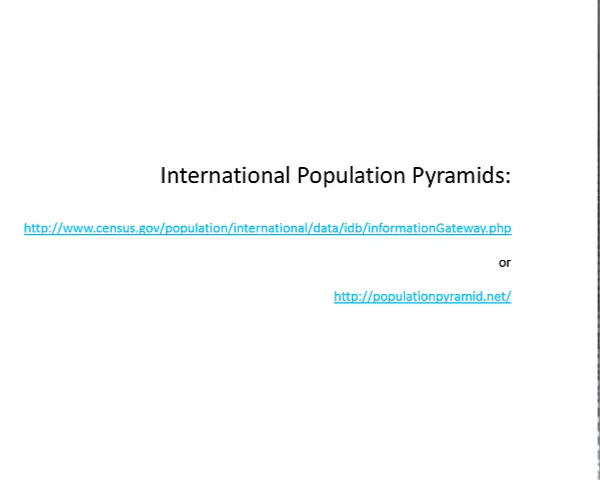 International Population Pyramids:
http://www.census.gov/population/international/data/idb/informationGateway.php
or
http://populationpyramid.net/